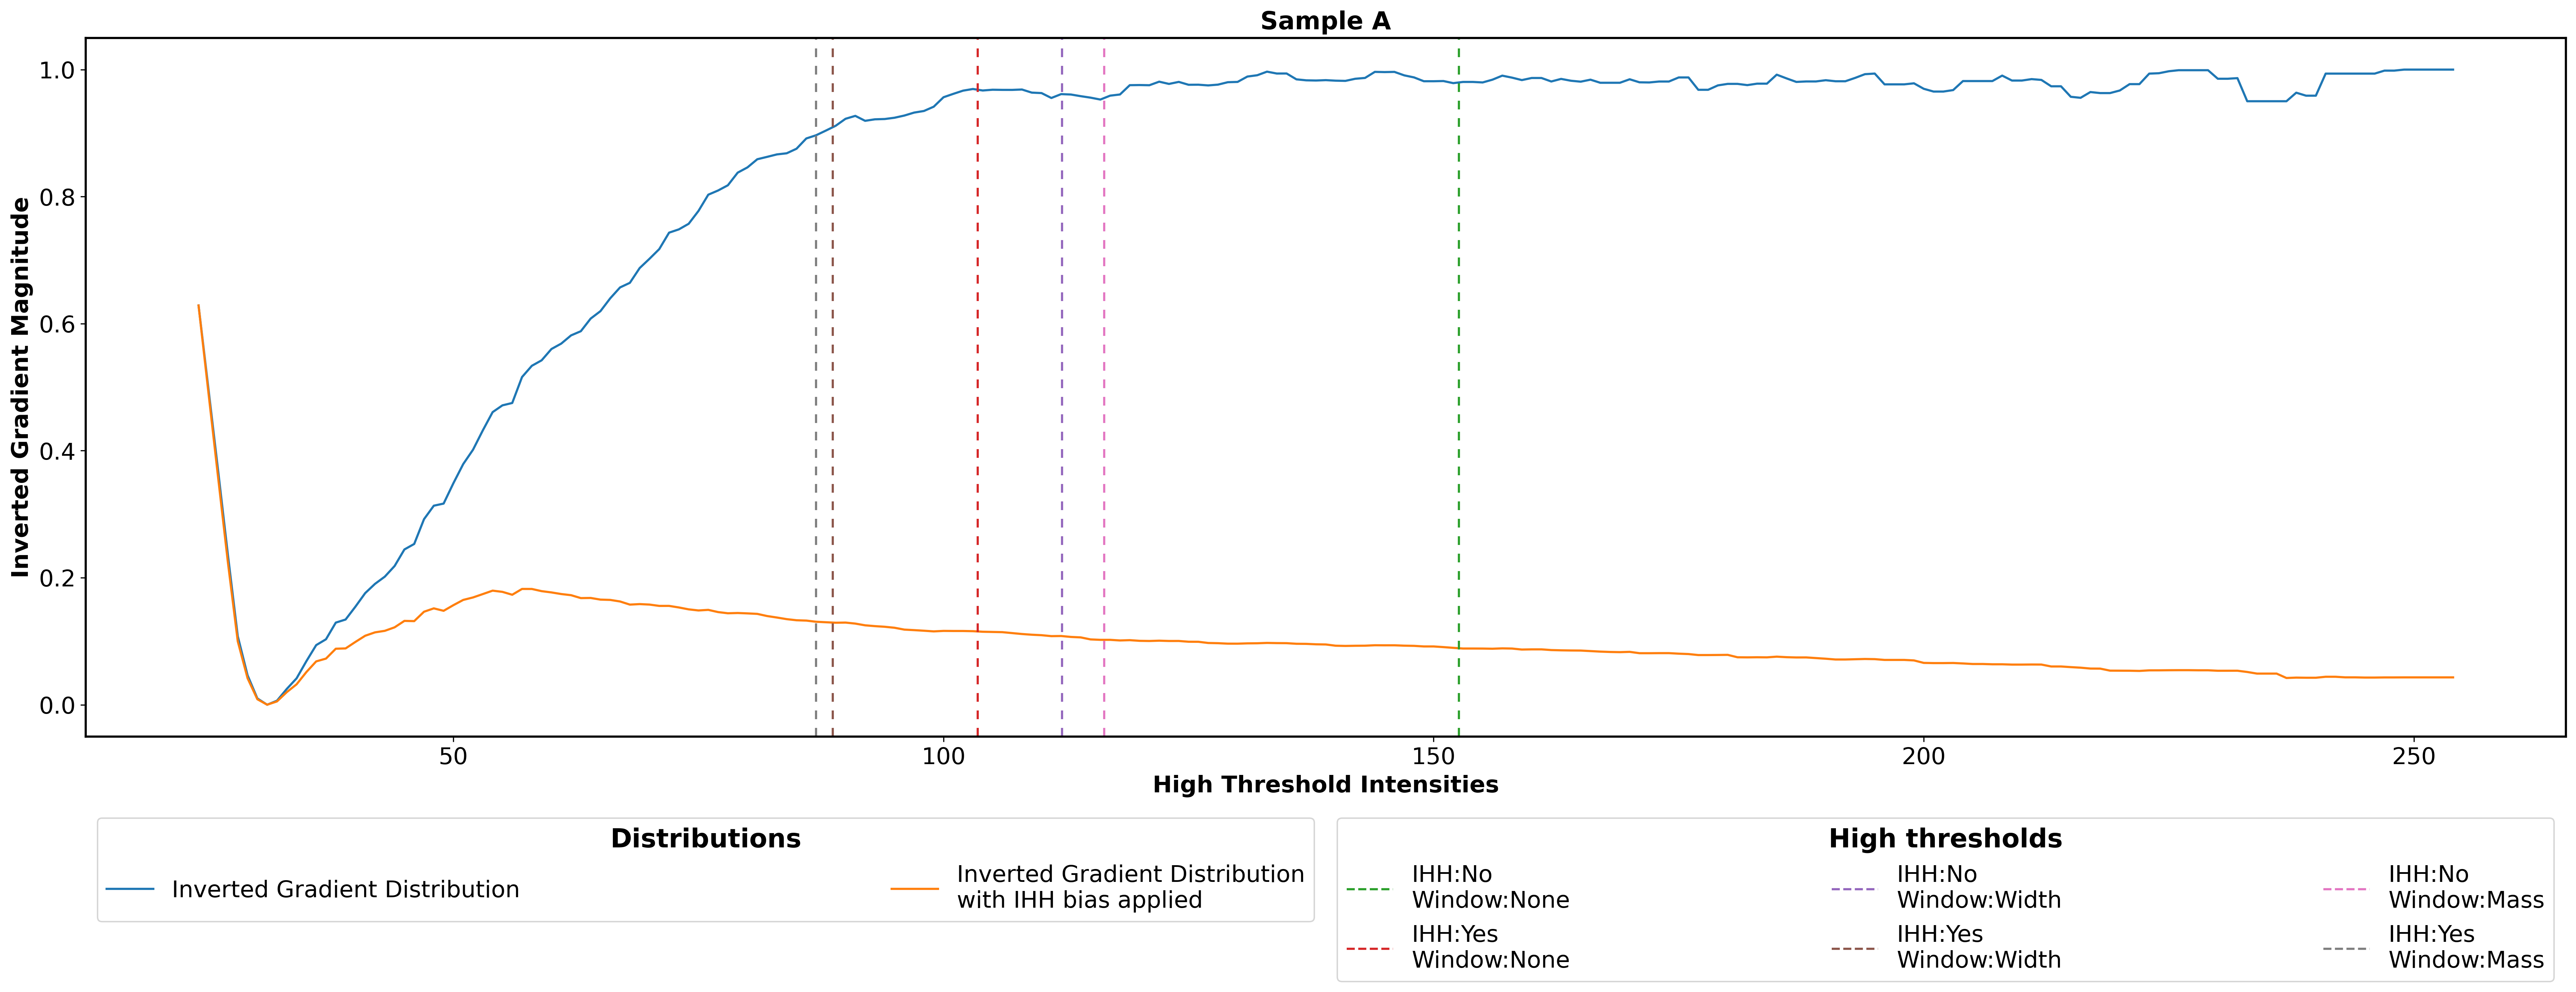 Sample A
Inverted Gradient Magnitude
1.0
0.8
0.6
0.4
0.2
0.0
50 100 150 200 250
High Threshold Intensities
Distributions
Inverted Gradient Distribution
Inverted Gradient Distribution
with IHH bias applied
High thresholds
IHH:No
Window:None
IHH:Yes
Window:None
IHH:No
Window:Width
IHH:Yes
Window:Width
IHH:No
Window:Mass
IHH:Yes
Window:Mass